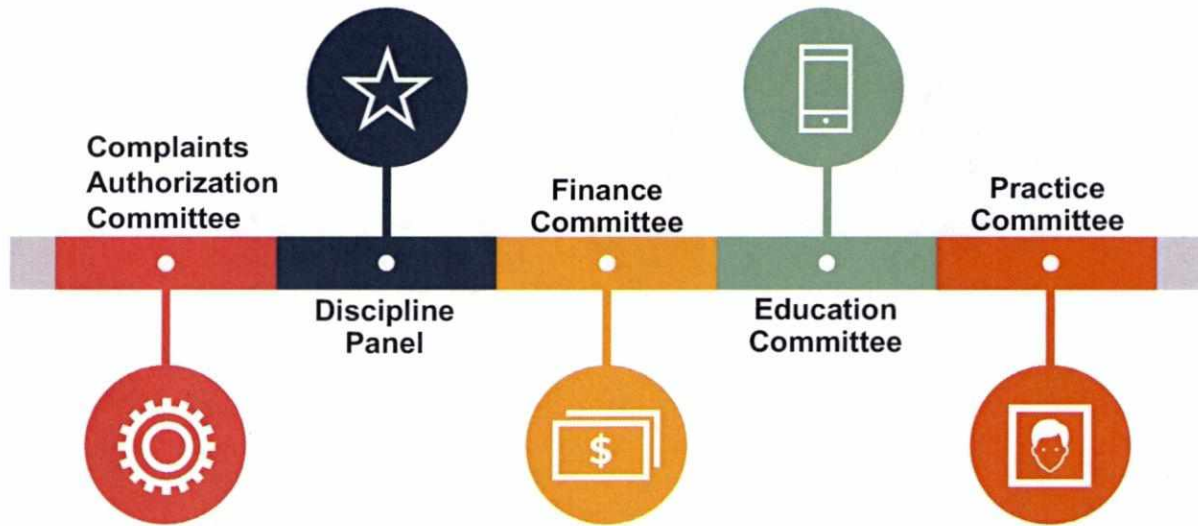 Complaints
Authorization
Committee
Discipline
Panel
Finance
Committee
$
Education
Committee
Practice
Committee